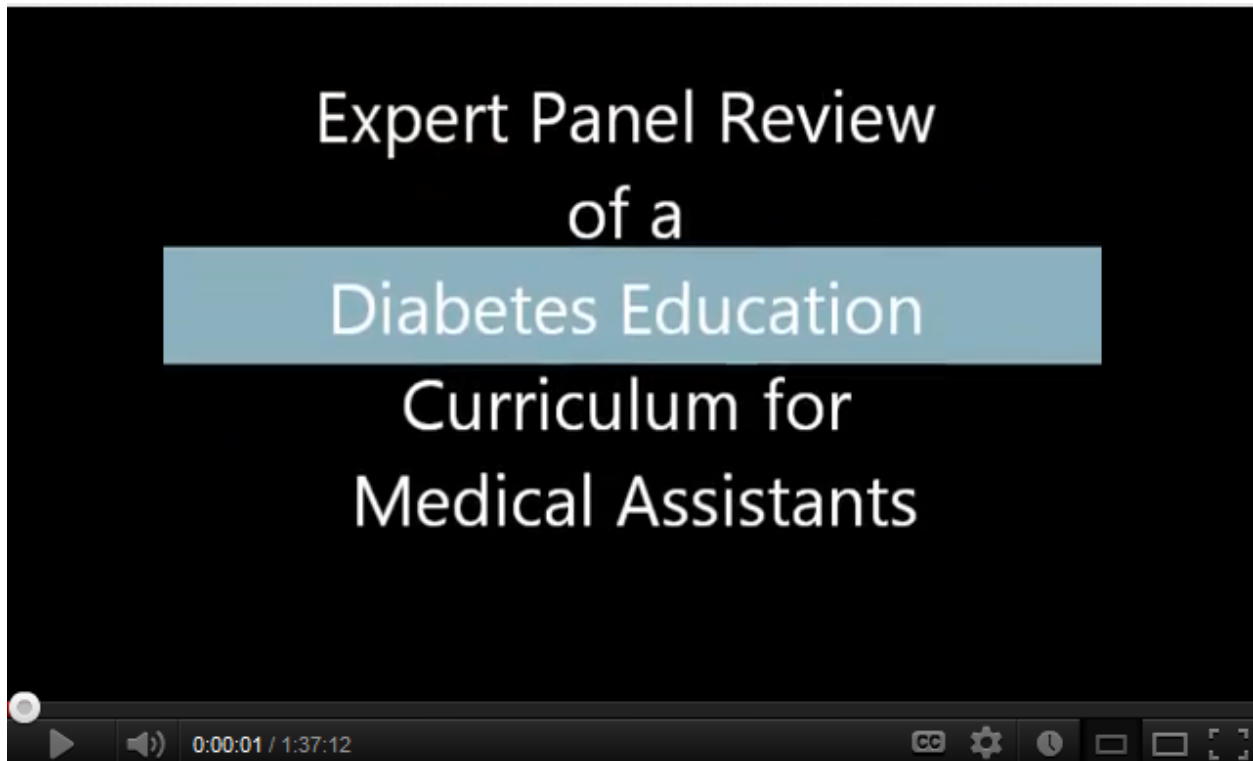 Expert Panel Review
of a
Diabetes Education
Curriculum for
Medical Assistants
0:00:01 / 1:37:12
CC